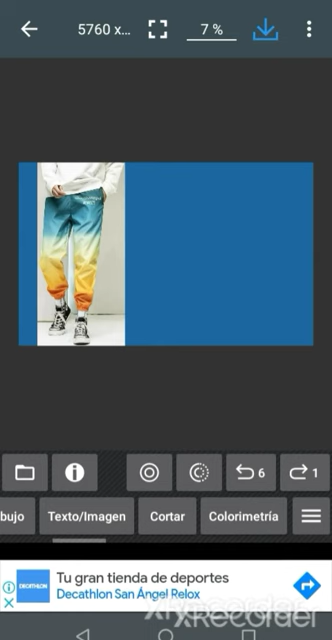 5760 x...
7 %
6
1
bujo
Texto/Imagen
Cortar
Colorimetría
DECATHLON
Tu gran tienda de deportes
Decathlon San Ángel Relox
XRecorder
XRecorder